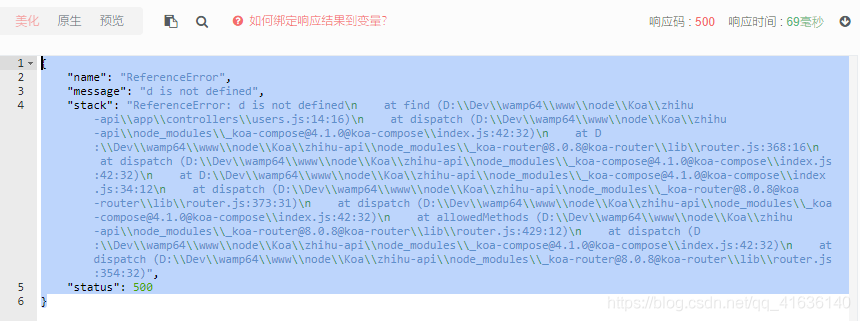 美化 原生 预览 如何绑定响应结果到变量? 响应码 : 500 响应时间 : 69毫秒
1 {
2 "name": "ReferenceError",
3 "message": "d is not defined",
4 "stack": "ReferenceError: d is not defined\n    at find (D:\\Dev\\wamp64\\www\\node\\Koa\\zhihu
-api\\app\\controllers\\users.js:14:16)\n    at dispatch (D:\\Dev\\wamp64\\www\\node\\Koa\\zhihu
-api\\node_modules\\_koa-compose@4.1.0@koa-compose\\index.js:42:32)\n    at D
:\\Dev\\wamp64\\www\\node\\Koa\\zhihu-api\\node_modules\\_koa-router@8.0.8@koa-router\\lib\\router.js:368:16\n
at dispatch (D:\\Dev\\wamp64\\www\\node\\Koa\\zhihu-api\\node_modules\\_koa-compose@4.1.0@koa-compose\\index.js
:42:32)\n    at D:\\Dev\\wamp64\\www\\node\\Koa\\zhihu-api\\node_modules\\_koa-compose@4.1.0@koa-compose\\index
.js:34:12\n    at dispatch (D:\\Dev\\wamp64\\www\\node\\Koa\\zhihu-api\\node_modules\\_koa-router@8.0.8@koa
-router\\lib\\router.js:373:31)\n    at dispatch (D:\\Dev\\wamp64\\www\\node\\Koa\\zhihu-api\\node_modules\\_koa
-compose@4.1.0@koa-compose\\index.js:42:32)\n    at allowedMethods (D:\\Dev\\wamp64\\www\\node\\Koa\\zhihu
-api\\node_modules\\_koa-router@8.0.8@koa-router\\lib\\router.js:429:12)\n    at dispatch (D
:\\Dev\\wamp64\\www\\node\\Koa\\zhihu-api\\node_modules\\_koa-compose@4.1.0@koa-compose\\index.js:42:32)\n    at
dispatch (D:\\Dev\\wamp64\\www\\node\\Koa\\zhihu-api\\node_modules\\_koa-router@8.0.8@koa-router\\lib\\router.js
:354:32)",
5 "status": 500
6 }
https://blog.csdn.net/qq_41636140